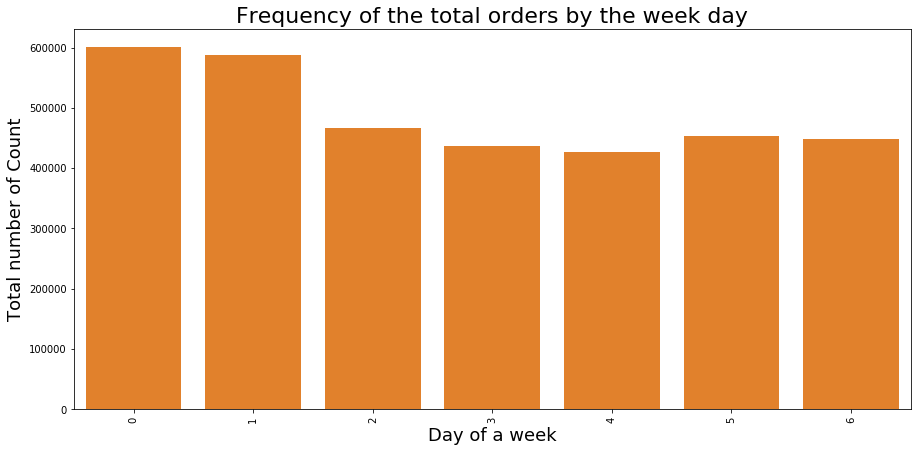 Frequency of the total orders by the week day
Total number of Count
600000
500000
400000
300000
200000
100000
0
0 1 2 3 4 5 6
Day of a week